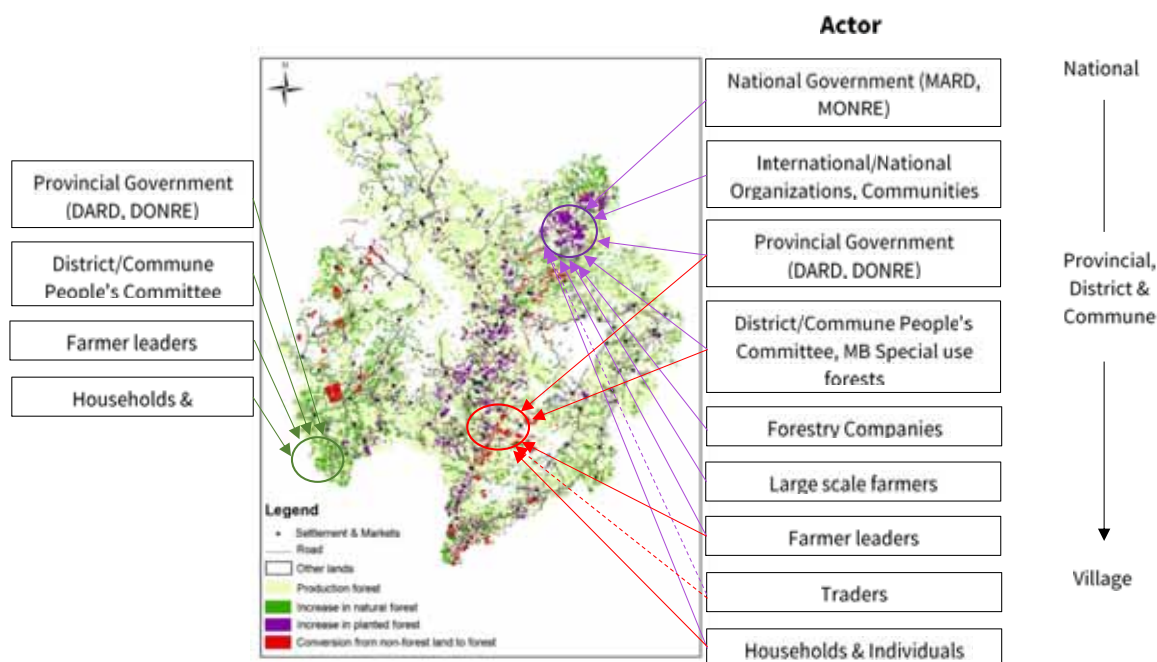 Actor
National
National Government (MARD,
MONRE)
International/National
Organizations, Communities
Provincial Government
(DARD, DONRE)
Provincial Government
(DARD, DONRE)
Provincial,
District &
Commune
District/Commune
People's Committee
District/Commune People's
Committee, MB Special use
forests
Farmer leaders
Households &
Forestry Companies
Large scale farmers
Farmer leaders
Traders
Village
Households & Individuals
N
Legend
Settlement & Markets
Road
Other lands
Production forest
Increase in natural forest
Increase in planted forest
Conversion from non-forest land to forest